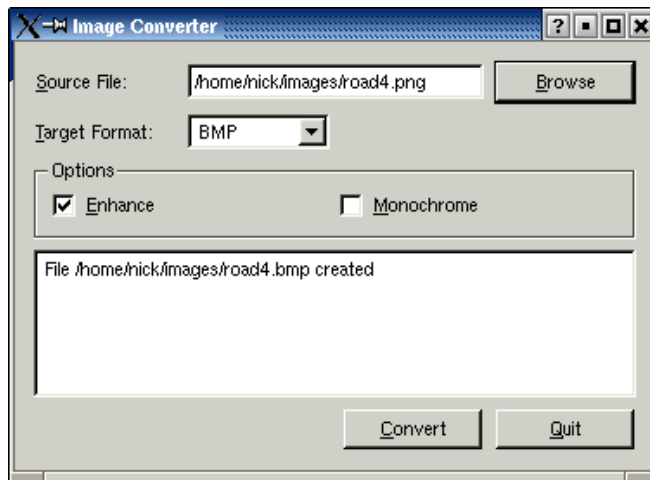 Image Converter
Source File: /home/nick/images/road4.png Browse
Target Format: BMP
Options
Enhance Monochrome
File /home/nick/images/road4.bmp created
Convert Quit